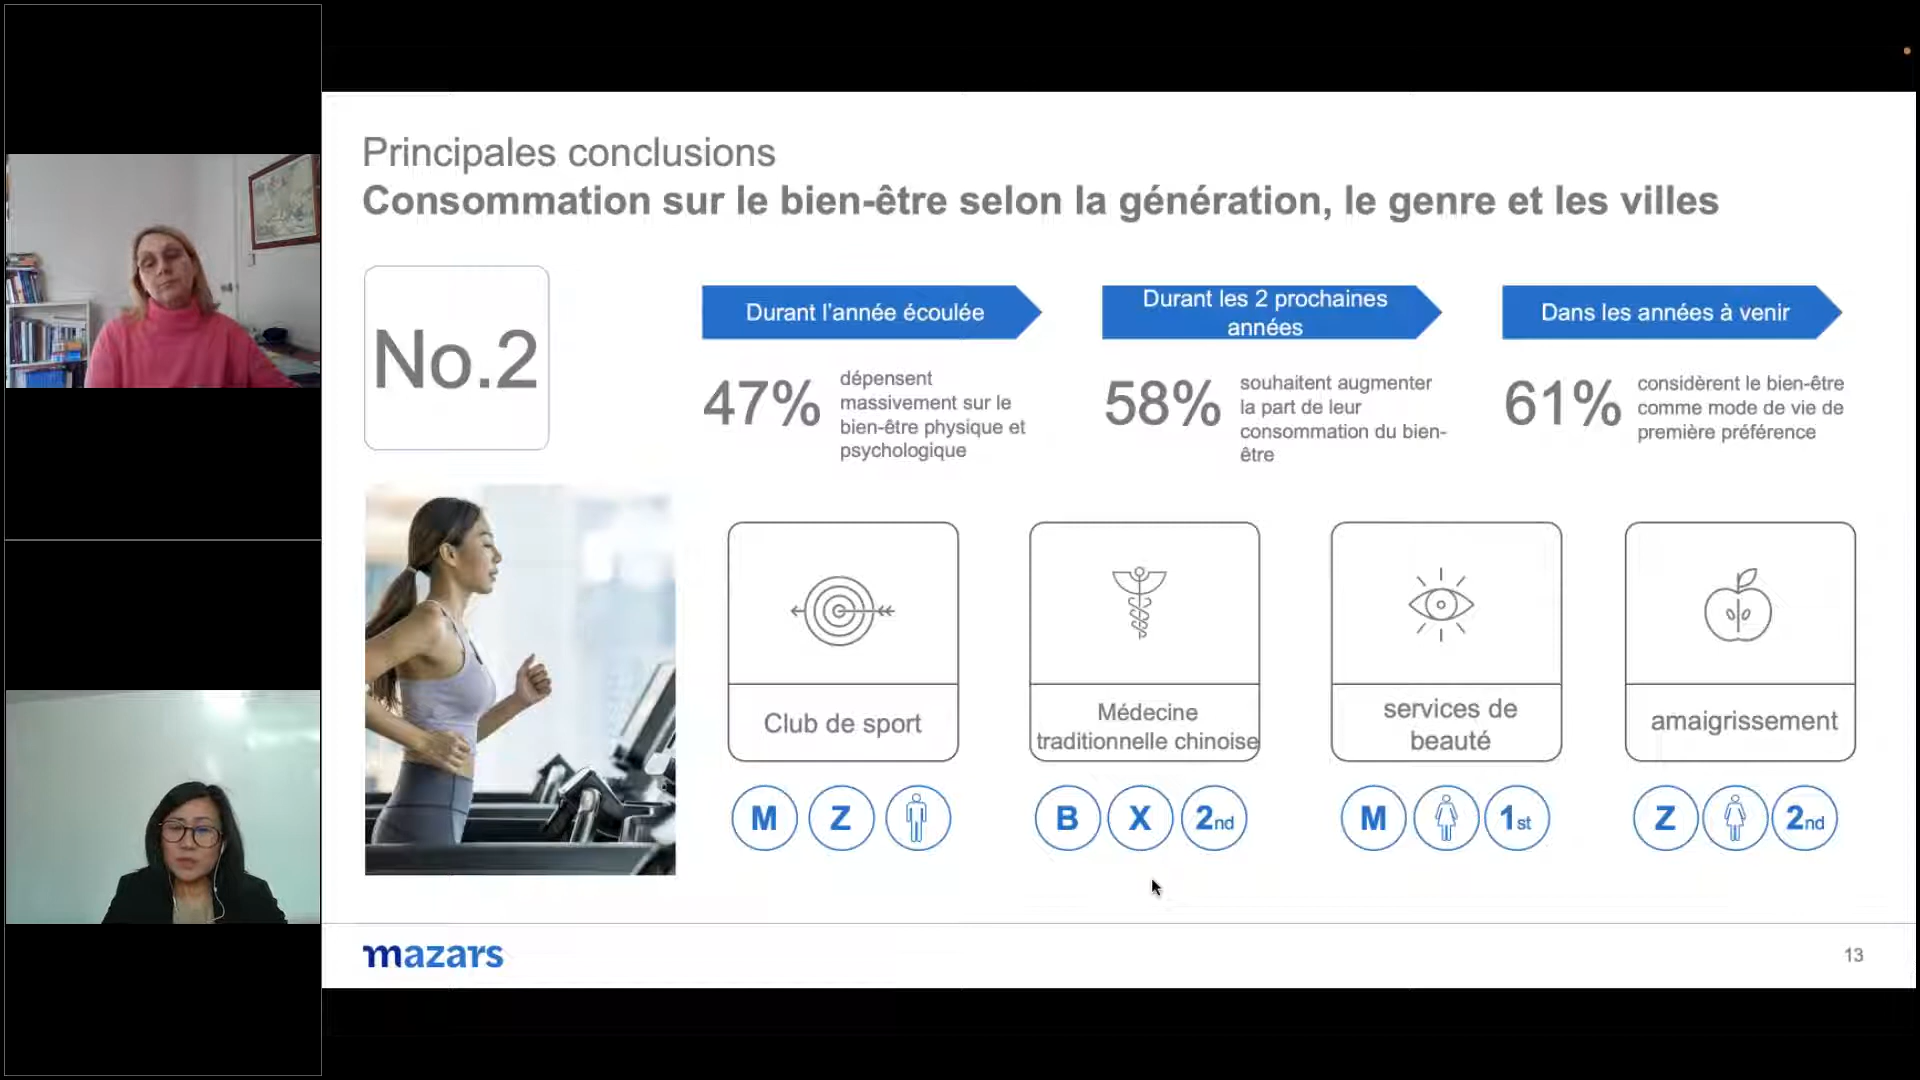 Principales conclusions
Consommation sur le bien-être selon la génération, le genre et les villes
No.2
Durant l'année écoulée
47%
dépensent
massivement sur le
bien-être physique et
psychologique
Durant les 2 prochaines
années
58%
souhaitent augmenter
la part de leur
consommation du bien-
être
Dans les années à venir
61%
considèrent le bien-être
comme mode de vie de
première préférence
Club de sport
M Z
Médecine
traditionnelle chinoise
B X 2nd
services de
beauté
M 1st
amaigrissement
Z 2nd
mazars
13